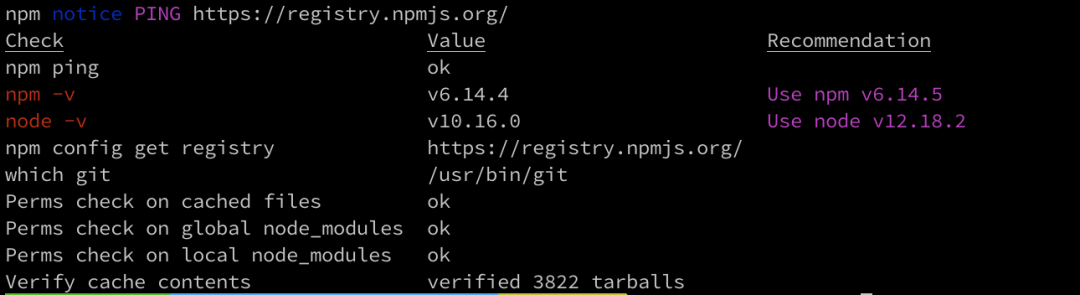 npm notice PING https://registry.npmjs.org/
Check Value Recommendation
npm ping ok
npm -v v6.14.4 Use npm v6.14.5
node -v v10.16.0 Use node v12.18.2
npm config get registry https://registry.npmjs.org/
which git /usr/bin/git
Perms check on cached files ok
Perms check on global node_modules ok
Perms check on local node_modules ok
Verify cache contents verified 3822 tarballs